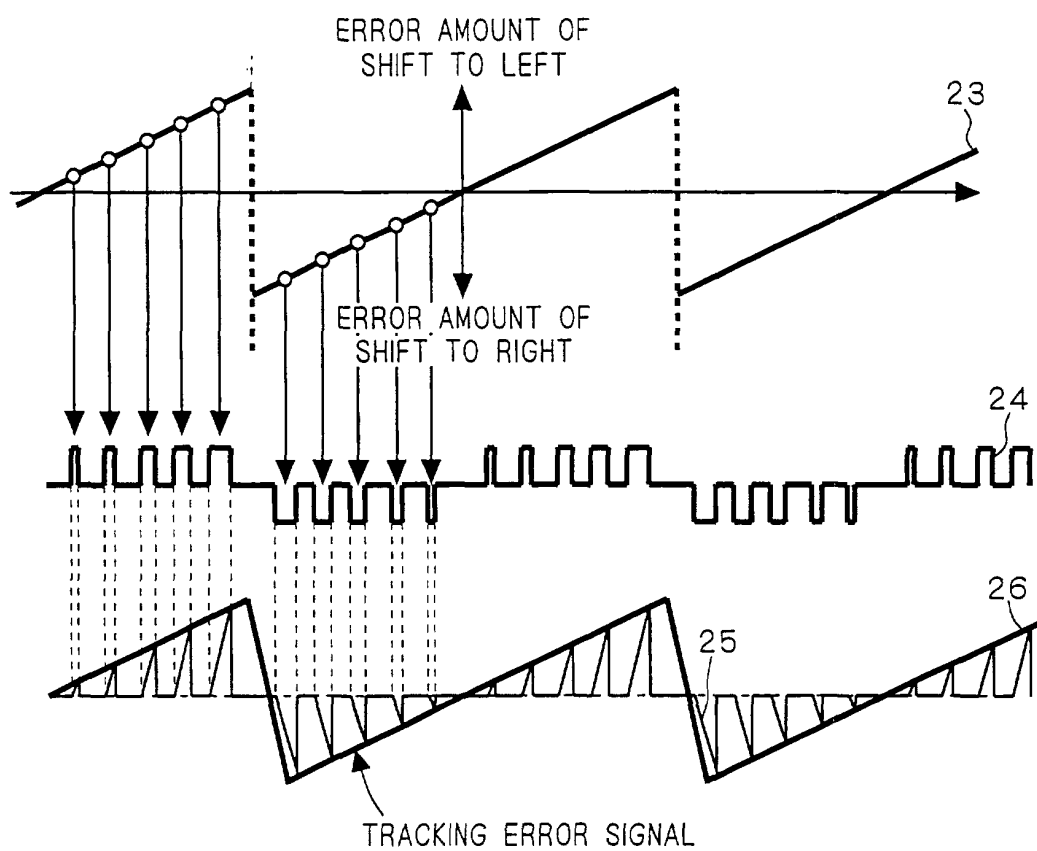 ERROR AMOUNT OF
SHIFT TO LEFT
23
ERROR AMOUNT OF
SHIFT TO RIGHT
24
25
26
TRACKING ERROR SIGNAL